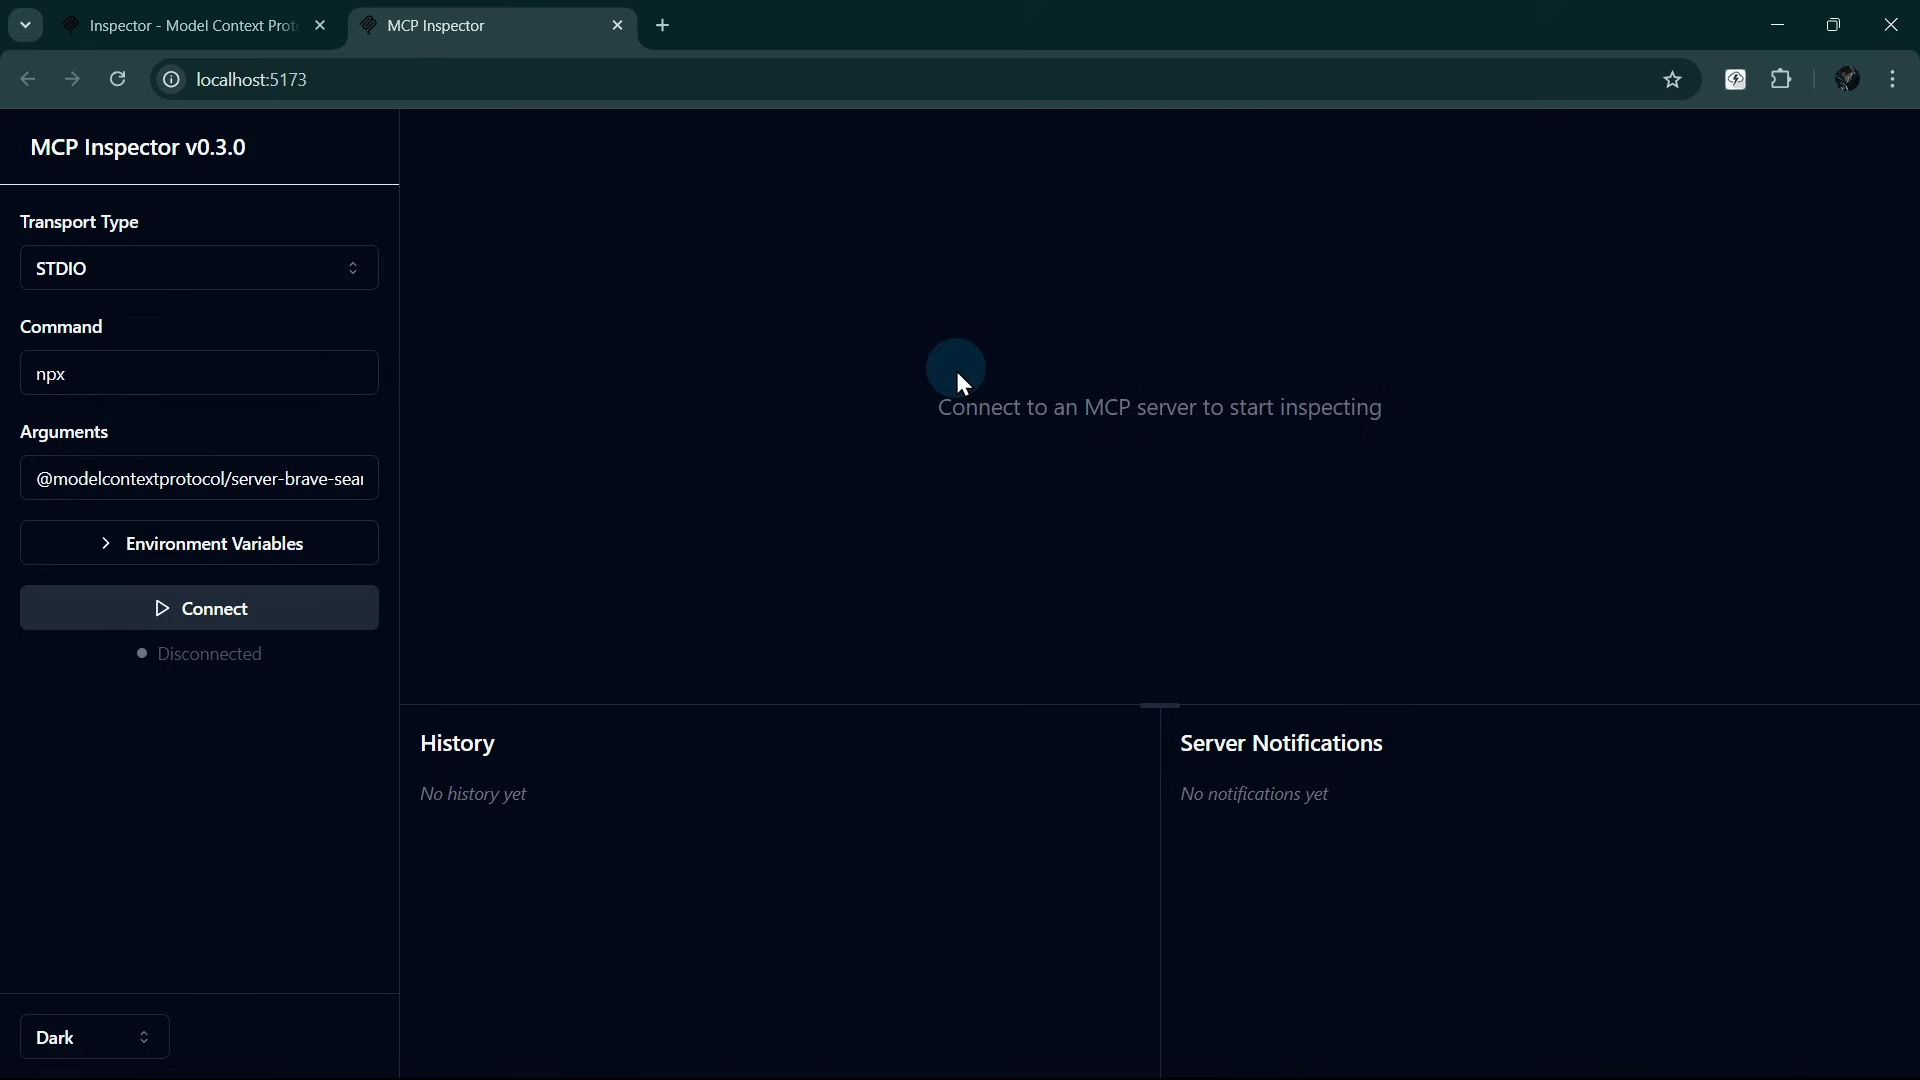 Inspector - Model Context Prot
MCP Inspector
localhost:5173
MCP Inspector v0.3.0
Transport Type
STDIO
Command
npx
Arguments
@modelcontextprotocol/server-brave-sear
Environment Variables
Connect
Disconnected
Connect to an MCP server to start inspecting
History
No history yet
Server Notifications
No notifications yet
Dark